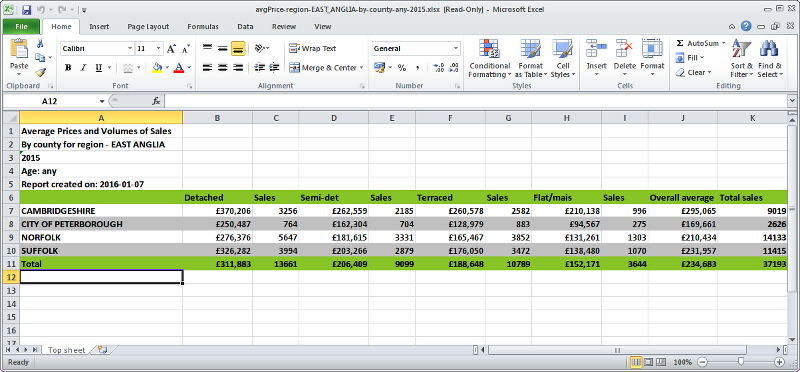 avgPrice-region-EAST_ANGLIA-by-county-any-2015.xlsx [Read-Only] - Microsoft Excel
File Home Insert Page Layout Formulas Data Review View
Paste
Calibri 11 A A
B I U A
Wrap Text
Merge & Center
General
% ,
Conditional Formatting
Format as Table
Cell Styles
Insert Delete Format
Σ AutoSum
Fill
Clear
Sort & Filter
Find & Select
Clipboard Font Alignment Number Styles Cells Editing
A12 fx
A B C D E F G H I J K
1 Average Prices and Volumes of Sales
2 By county for region - EAST ANGLIA
3 2015
4 Age: any
5 Report created on: 2016-01-07
6 Detached Sales Semi-det Sales Terraced Sales Flat/mais Sales Overall average Total sales
7 CAMBRIDGESHIRE £370,206 3256 £262,559 2185 £260,578 2582 £210,138 996 £295,065 9019
8 CITY OF PETERBOROUGH £250,487 764 £162,304 704 £128,979 883 £94,567 275 £169,661 2626
9 NORFOLK £276,376 5647 £181,615 3331 £165,467 3852 £131,261 1303 £210,434 14133
10 SUFFOLK £326,282 3994 £203,266 2879 £176,050 3472 £138,480 1070 £231,957 11415
11 Total £311,883 13661 £206,409 9099 £188,648 10789 £152,171 3644 £234,683 37193
12
13
14
15
16
17
Top sheet
Ready 100%